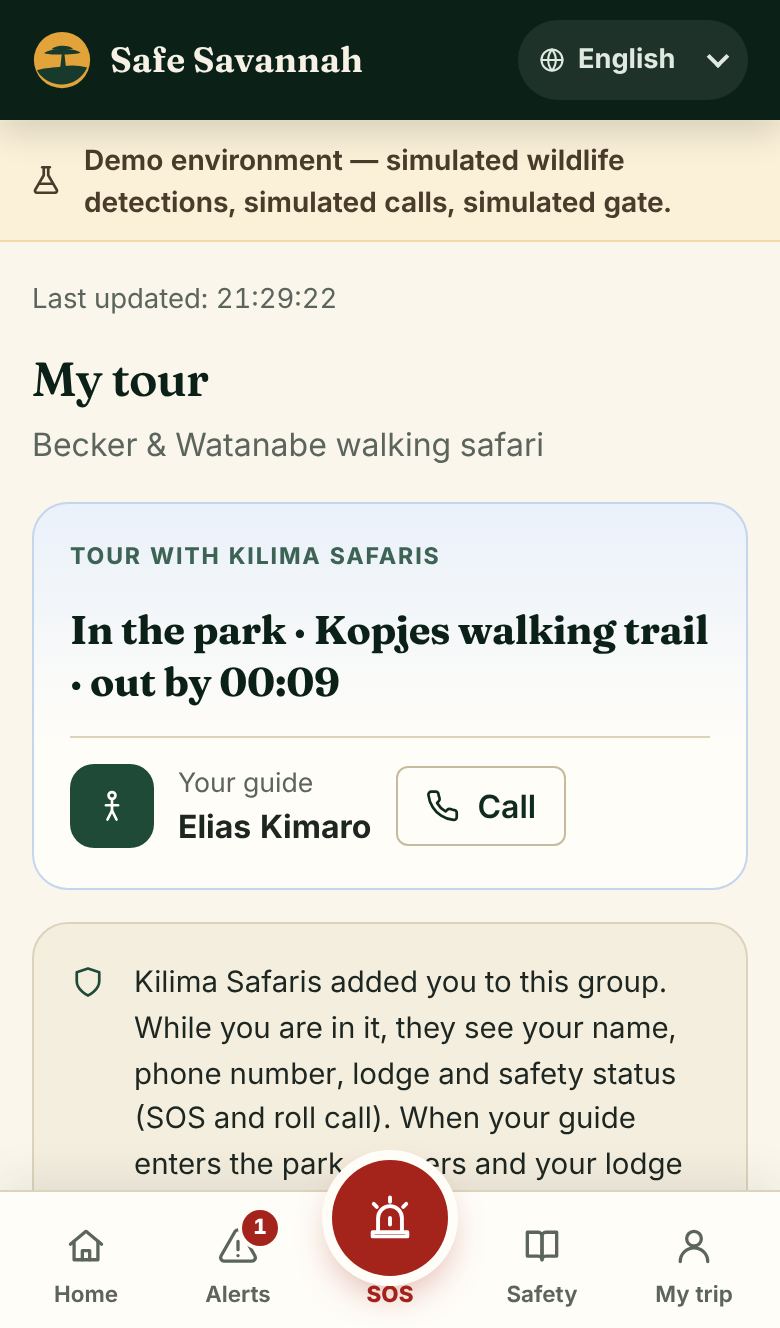 Safe Savannah
English
Demo environment — simulated wildlife
detections, simulated calls, simulated gate.
Last updated: 21:29:22
My tour
Becker & Watanabe walking safari
TOUR WITH KILIMA SAFARIS
In the park · Kopjes walking trail
· out by 00:09
Your guide
Elias Kimaro
Call
Kilima Safaris added you to this group.
While you are in it, they see your name,
phone number, lodge and safety status
(SOS and roll call). When your guide
enters the park and your lodge
Home
1
Alerts
SOS
Safety
My trip